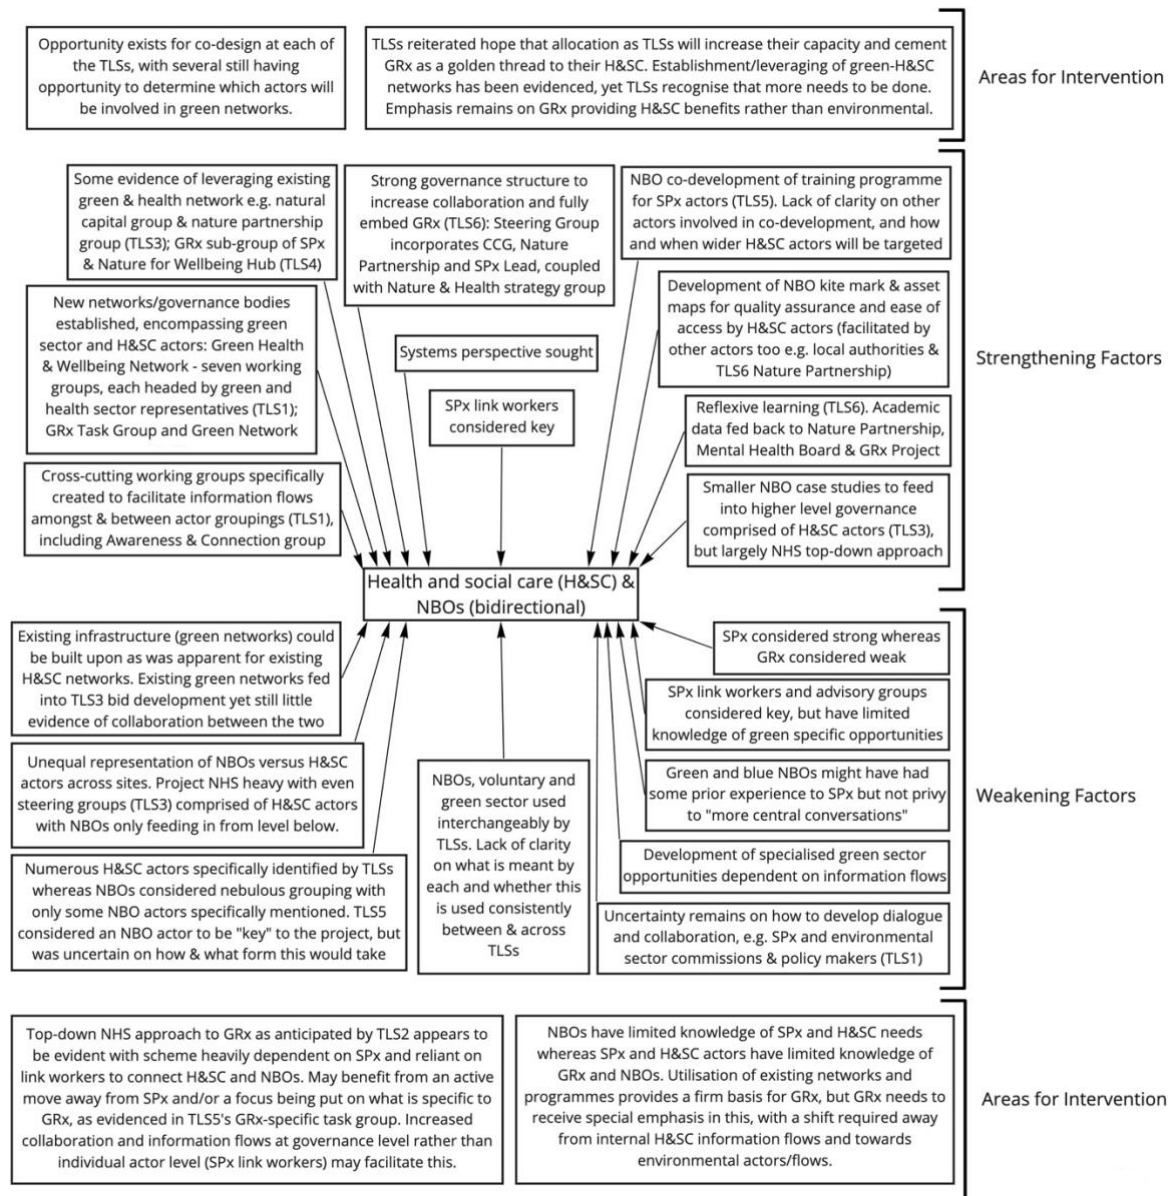 Opportunity exists for co-design at each of
the TLSs, with several still having
opportunity to determine which actors will
be involved in green networks.
TLSs reiterated hope that allocation as TLSs will increase their capacity and cement
GRx as a golden thread to their H&SC. Establishment/leveraging of green-H&SC
networks has been evidenced, yet TLSs recognise that more needs to be done.
Emphasis remains on GRx providing H&SC benefits rather than environmental.
Areas for Intervention
Some evidence of leveraging existing
green & health network e.g. natural
capital group & nature partnership
group (TLS3); GRx sub-group of SPx
& Nature for Wellbeing Hub (TLS4)
Strong governance structure to
increase collaboration and fully
embed GRx (TLS6): Steering Group
incorporates CCG, Nature
Partnership and SPx Lead, coupled
with Nature & Health strategy group
NBO co-development of training programme
for SPx actors (TLS5). Lack of clarity on other
actors involved in co-development, and how
and when wider H&SC actors will be targeted
New networks/governance bodies
established, encompassing green
sector and H&SC actors: Green Health
& Wellbeing Network - seven working
groups, each headed by green and
health sector representatives (TLS1);
GRx Task Group and Green Network
Systems perspective sought
SPx link workers
considered key
Development of NBO kite mark & asset
maps for quality assurance and ease of
access by H&SC actors (facilitated by
other actors too e.g. local authorities &
TLS6 Nature Partnership)
Strengthening Factors
Reflexive learning (TLS6). Academic
data fed back to Nature Partnership,
Mental Health Board & GRx Project
Cross-cutting working groups specifically
created to facilitate information flows
amongst & between actor groupings (TLS1),
including Awareness & Connection group
Smaller NBO case studies to feed
into higher level governance
comprised of H&SC actors (TLS3),
but largely NHS top-down approach
Health and social care (H&SC) &
NBOs (bidirectional)
Existing infrastructure (green networks) could
be built upon as was apparent for existing
H&SC networks. Existing green networks fed
into TLS3 bid development yet still little
evidence of collaboration between the two
SPx considered strong whereas
GRx considered weak
SPx link workers and advisory groups
considered key, but have limited
knowledge of green specific opportunities
Unequal representation of NBOs versus H&SC
actors across sites. Project NHS heavy with even
steering groups (TLS3) comprised of H&SC actors
with NBOs only feeding in from level below.
NBOs, voluntary and
green sector used
interchangeably by
TLSs. Lack of clarity
on what is meant by
each and whether this
is used consistently
between & across
TLSs
Green and blue NBOs might have had
some prior experience to SPx but not privy
to "more central conversations"
Weakening Factors
Development of specialised green sector
opportunities dependent on information flows
Numerous H&SC actors specifically identified by TLSs
whereas NBOs considered nebulous grouping with
only some NBO actors specifically mentioned. TLS5
considered an NBO actor to be "key" to the project, but
was uncertain on how & what form this would take
Uncertainty remains on how to develop dialogue
and collaboration, e.g. SPx and environmental
sector commissions & policy makers (TLS1)
Top-down NHS approach to GRx as anticipated by TLS2 appears to
be evident with scheme heavily dependent on SPx and reliant on
link workers to connect H&SC and NBOs. May benefit from an active
move away from SPx and/or a focus being put on what is specific to
GRx, as evidenced in TLS5's GRx-specific task group. Increased
collaboration and information flows at governance level rather than
individual actor level (SPx link workers) may facilitate this.
NBOs have limited knowledge of SPx and H&SC needs
whereas SPx and H&SC actors have limited knowledge of
GRx and NBOs. Utilisation of existing networks and
programmes provides a firm basis for GRx, but GRx needs to
receive special emphasis in this, with a shift required away
from internal H&SC information flows and towards
environmental actors/flows.
Areas for Intervention